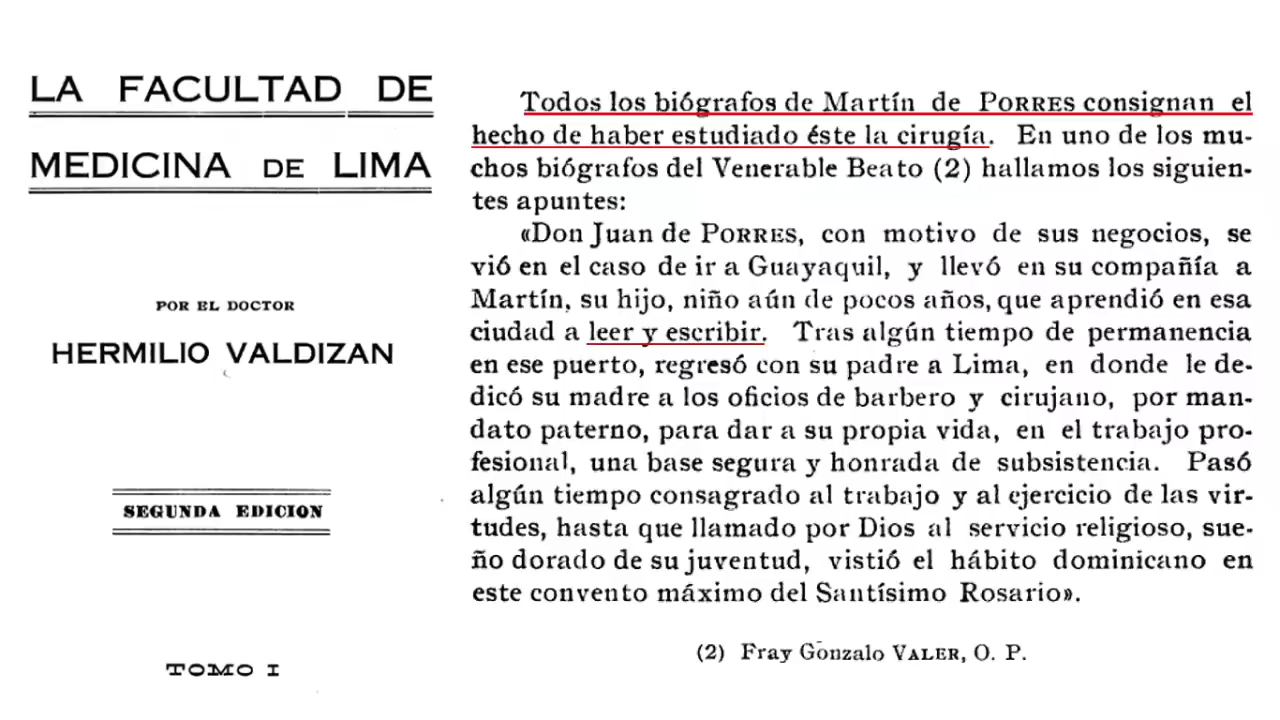 LA FACULTAD DE
MEDICINA DE LIMA
POR EL DOCTOR
HERMILIO VALDIZAN
SEGUNDA EDICION
TOMO I
Todos los biógrafos de Martín de PORRES consignan el
hecho de haber estudiado éste la cirugía. En uno de los mu-
chos biógrafos del Venerable Beato (2) hallamos los siguien-
tes apuntes:
«Don Juan de PORRES, con motivo de sus negocios, se
vió en el caso de ir a Guayaquil, y llevó en su compañía a
Martín, su hijo, niño aún de pocos años, que aprendió en esa
ciudad a leer y escribir. Tras algún tiempo de permanencia
en ese puerto, regresó con su padre a Lima, en donde le de-
dicó su madre a los oficios de barbero y cirujano, por man-
dato paterno, para dar a su propia vida, en el trabajo pro-
fesional, una base segura y honrada de subsistencia. Pasó
algún tiempo consagrado al trabajo y al ejercicio de las vir-
tudes, hasta que llamado por Dios al servicio religioso, sue-
ño dorado de su juventud, vistió el hábito dominicano en
este convento máximo del Santísimo Rosario».
(2) Fray Gonzalo VALER, O. P.